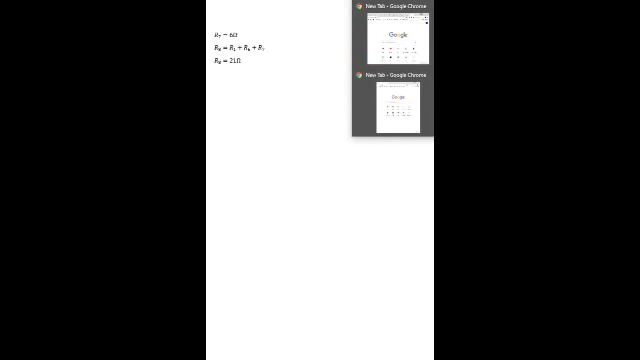 R₇ = 6Ω
R₈ = R₁ + R₆ + R₇
R₈ = 21Ω
New Tab - Google Chrome
Google
New Tab - Google Chrome
Google